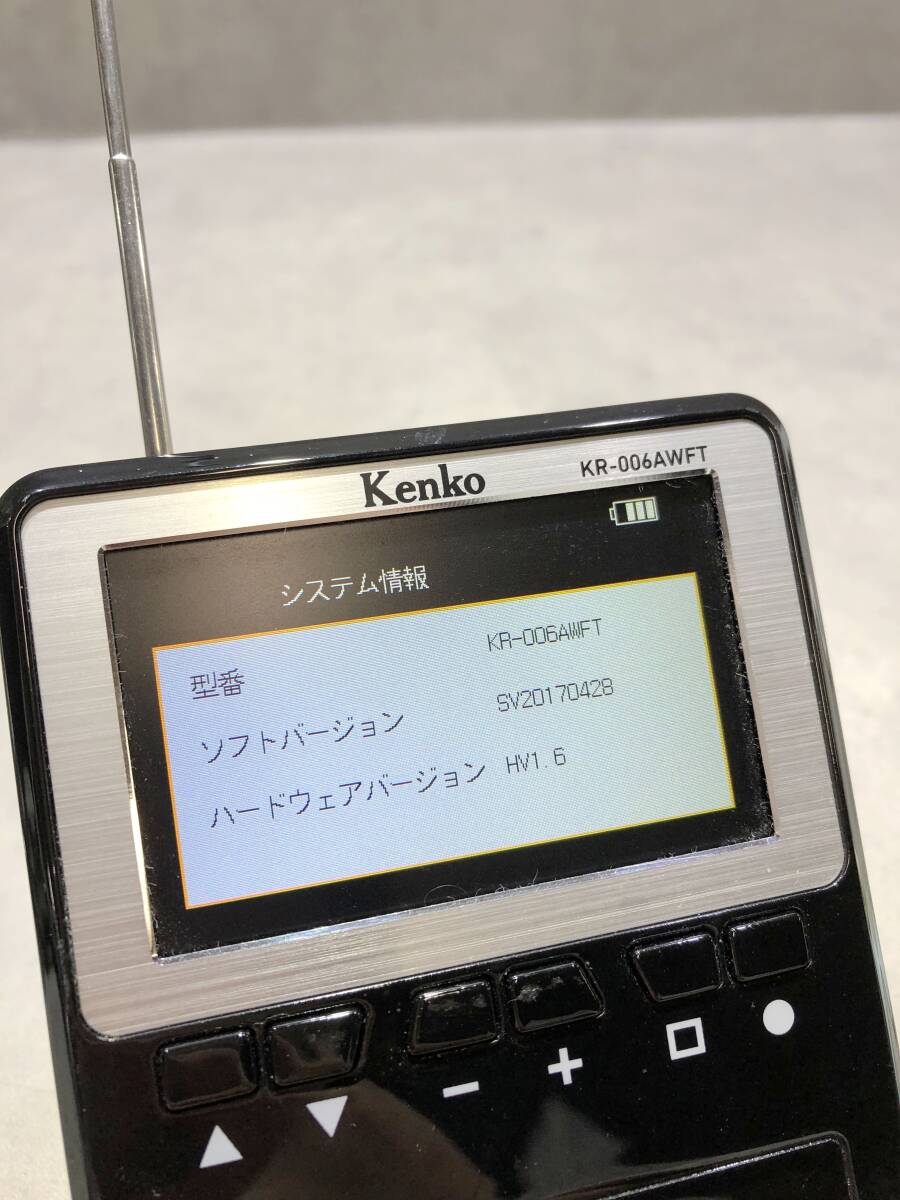 Kenko
KR-006AWFT
システム情報
型番 KR-006AWFT
ソフトバージョン SV20170428
ハードウェアバージョン HV1.6
▲ ▼ − + □ ●